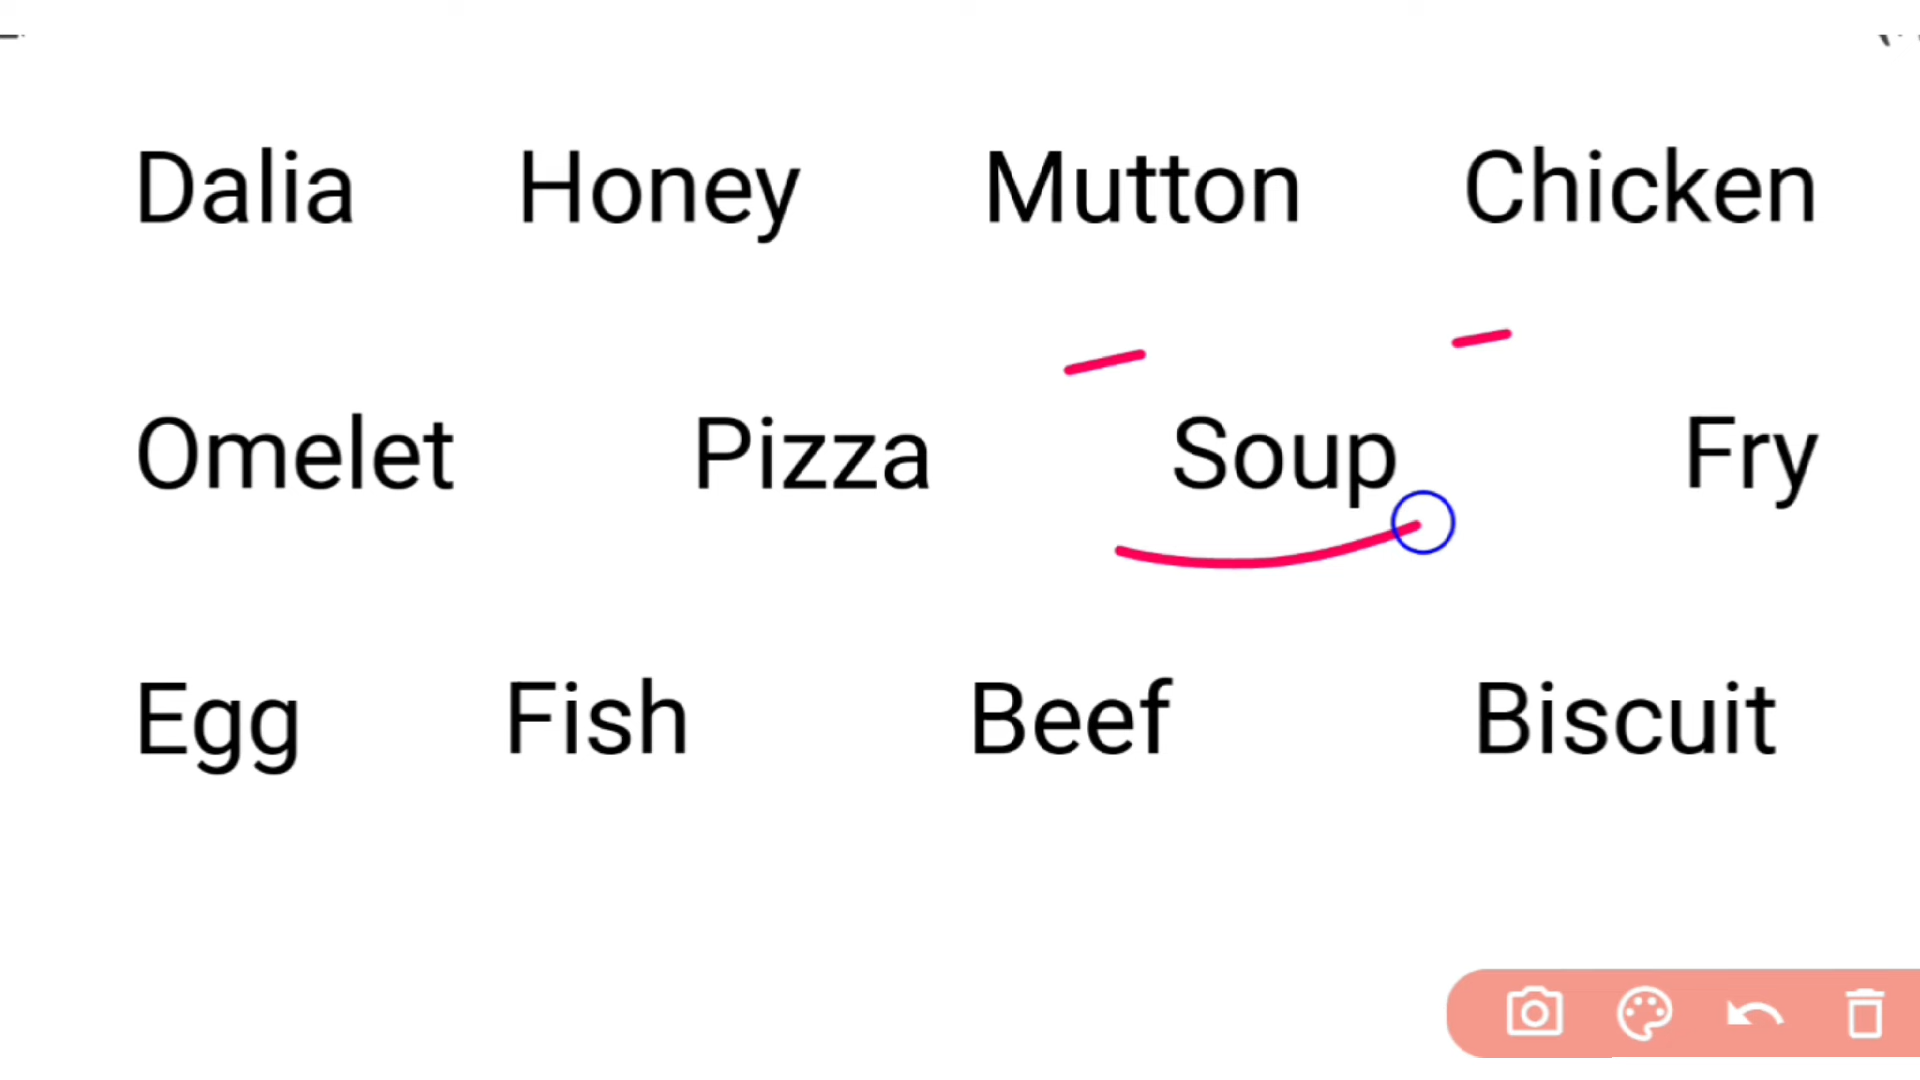 Dalia Honey Mutton Chicken
Omelet Pizza Soup Fry
Egg Fish Beef Biscuit